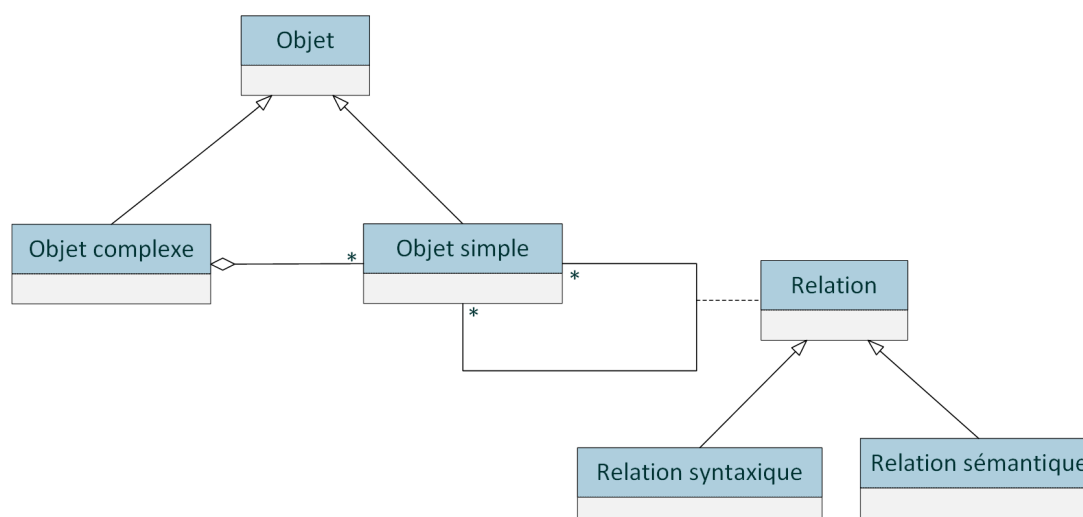 Objet
Objet complexe
Objet simple
*
*
*
Relation
Relation syntaxique
Relation sémantique